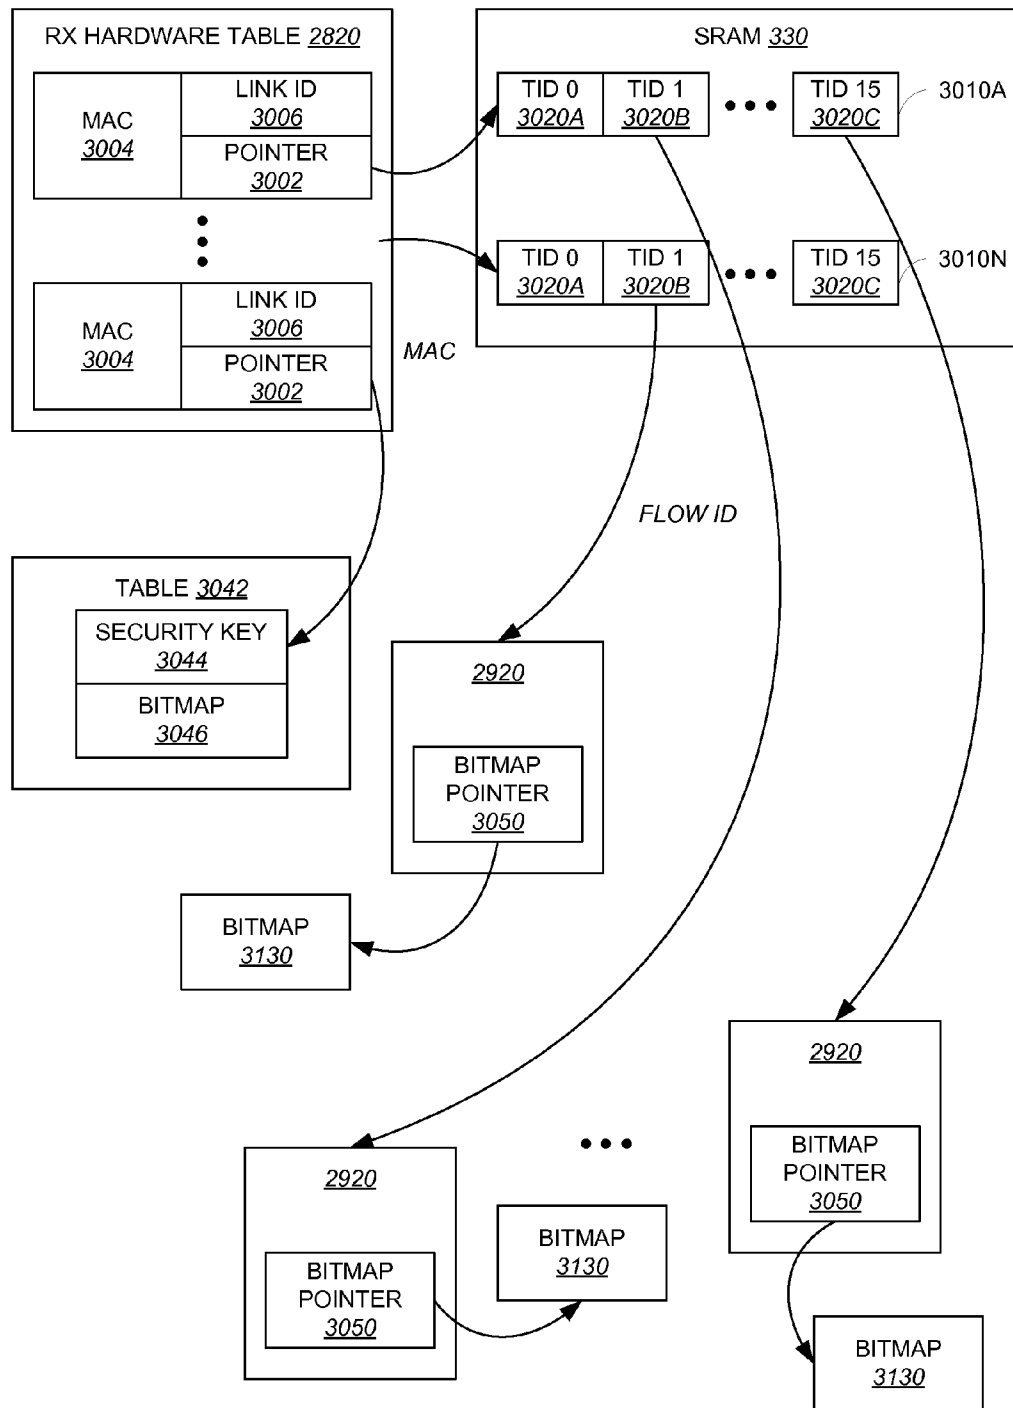 RX HARDWARE TABLE 2820
MAC
3004
LINK ID
3006
POINTER
3002
MAC
3004
LINK ID
3006
POINTER
3002
SRAM 330
TID 0
3020A
TID 1
3020B
TID 15
3020C
3010A
TID 0
3020A
TID 1
3020B
TID 15
3020C
3010N
MAC
FLOW ID
TABLE 3042
SECURITY KEY
3044
BITMAP
3046
2920
BITMAP
POINTER
3050
BITMAP
3130
2920
BITMAP
POINTER
3050
2920
BITMAP
POINTER
3050
BITMAP
3130
BITMAP
3130